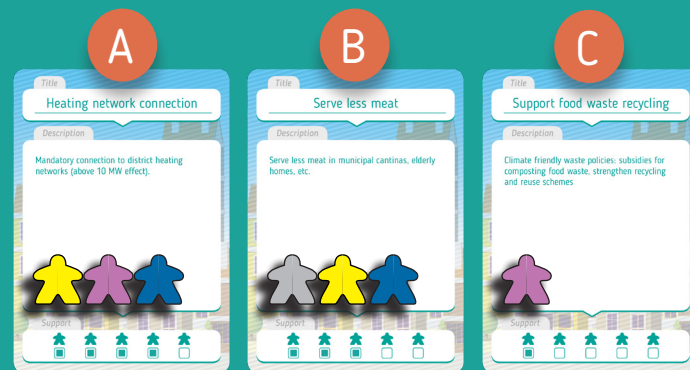 A
Title
Heating network connection
Description
Mandatory connection to district heating
networks (above 10 MW effect).
Support
B
Title
Serve less meat
Description
Serve less meat in municipal cantinas, elderly
homes, etc.
Support
C
Title
Support food waste recycling
Description
Climate friendly waste policies: subsidies for
composting food waste, strengthen recycling
and reuse schemes
Support